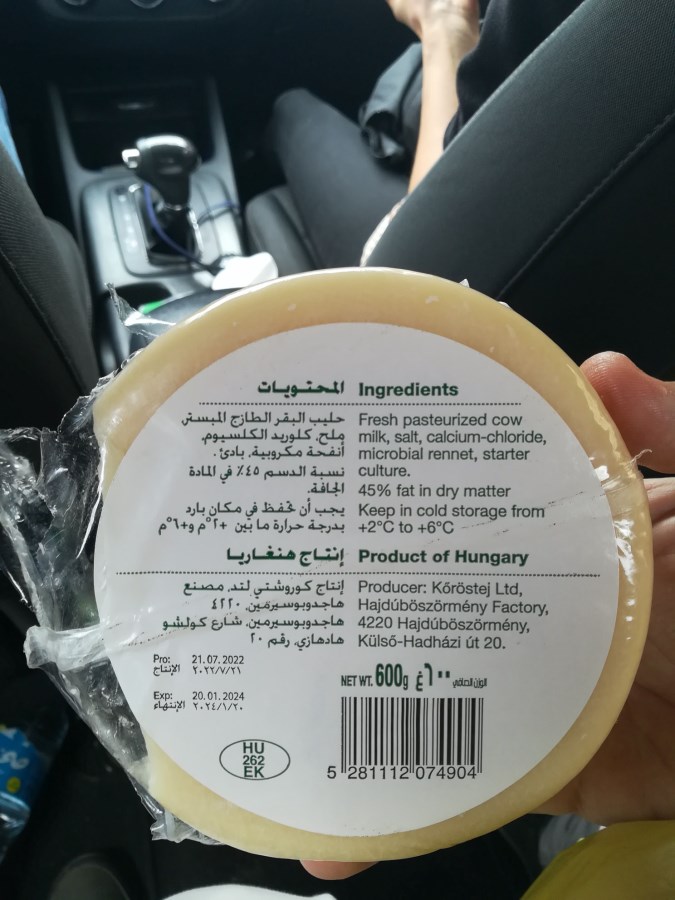 المحتويات Ingredients
حليب البقر الطازج المبستر، Fresh pasteurized cow
ملح، كلوريد الكلسيوم، milk, salt, calcium-chloride,
أنفحة مكروبية، بادئ. microbial rennet, starter
culture.
نسبة الدسم ٤٥٪ في المادة 45% fat in dry matter
الجافة.
يجب أن تحفظ في مكان بارد Keep in cold storage from
بدرجة حرارة ما بين +٢°م و+٦°م +2°C to +6°C
إنتاج هنغاريا Product of Hungary
إنتاج كوروشتي لتد، مصنع Producer: Kőröstej Ltd,
هاجدوبوسيرمين، ٤٢٢٠ Hajdúböszörmény Factory,
هاجدوبوسيرمين، شارع كولشو 4220 Hajdúböszörmény,
هادهازي، رقم ٢٠ Külső-Hadházi út 20.
Pro: 21.07.2022
الإنتاج ٢٠٢٢/٧/٢١
NET WT. 600g ٦٠٠غ الوزن الصافي
Exp: 20.01.2024
الإنتهاء ٢٠٢٤/١/٢٠
HU
262
EK
5 281112 074904